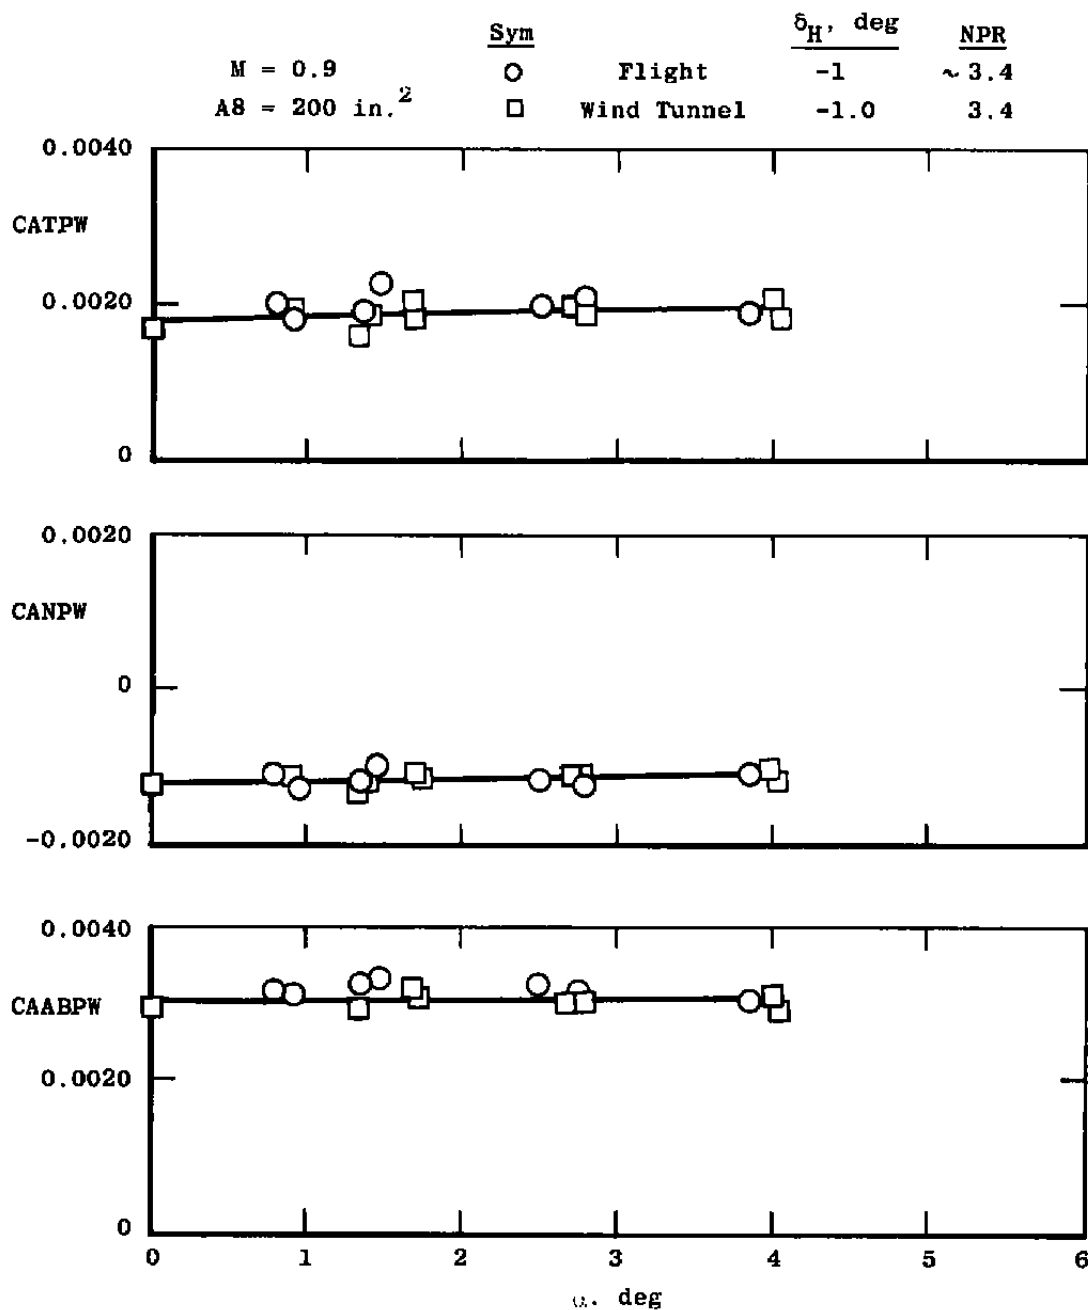 Sym δH, deg NPR
M = 0.9 Flight -1 ~3.4
A8 = 200 in.² Wind Tunnel -1.0 3.4
0.0040
CATPW
0.0020
0
0.0020
CANPW
0
-0.0020
0.0040
CAABPW
0.0020
0
0 1 2 3 4 5 6
α. deg